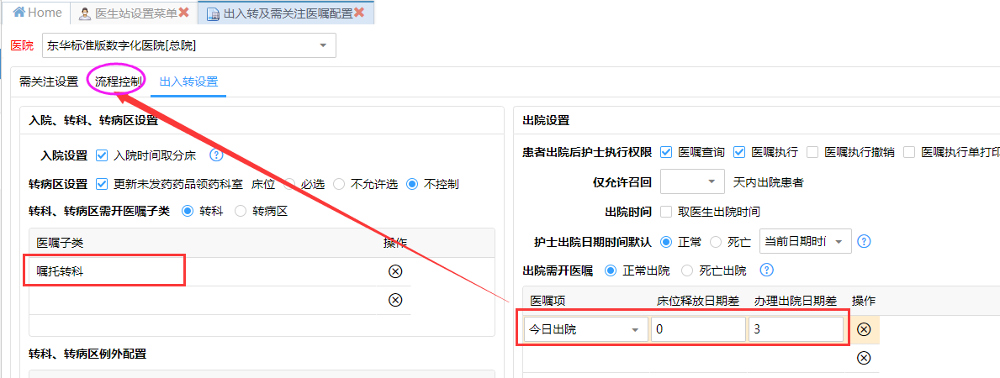 Home 医生站设置菜单 出入转及需关注医嘱配置
医院 东华标准版数字化医院[总院]
需关注设置 流程控制 出入转设置
入院、转科、转病区设置
入院设置 入院时间取分床 ?
转病区设置 更新未发药药品领药科室 床位 必选 不允许选 不控制
转科、转病区需开医嘱子类 转科 转病区
医嘱子类 操作
嘱托转科
转科、转病区例外配置
出院设置
患者出院后护士执行权限 医嘱查询 医嘱执行 医嘱执行撤销 医嘱执行单打印
仅允许召回 天内出院患者
出院时间 取医生出院时间
护士出院日期时间默认 正常 死亡 当前日期时间 ?
出院需开医嘱 正常出院 死亡出院 ?
医嘱项 床位释放日期差 办理出院日期差 操作
今日出院 0 3